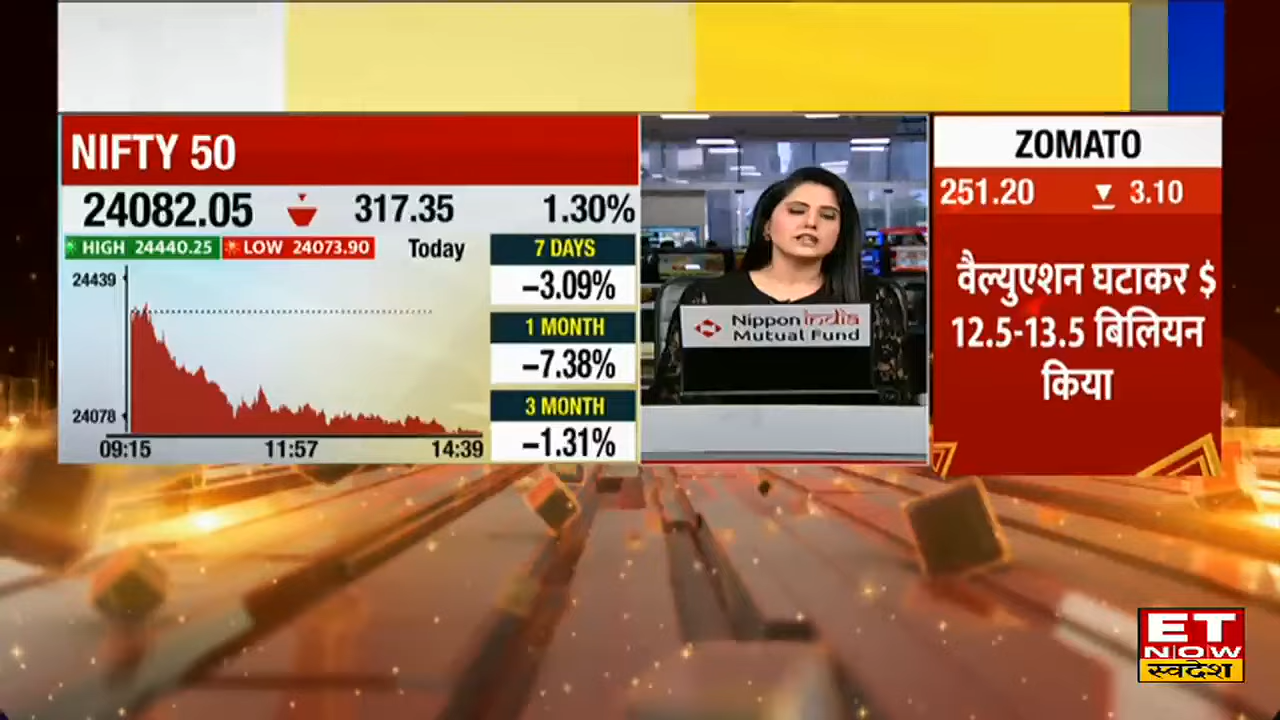 NIFTY 50
24082.05 317.35 1.30%
HIGH 24440.25 LOW 24073.90 Today
24439
24078
09:15 11:57 14:39
7 DAYS
−3.09%
1 MONTH
−7.38%
3 MONTH
−1.31%
Nippon india
Mutual Fund
ZOMATO
251.20 3.10
वैल्युएशन घटाकर $
12.5-13.5 बिलियन
किया
ET
NOW
स्वदेश